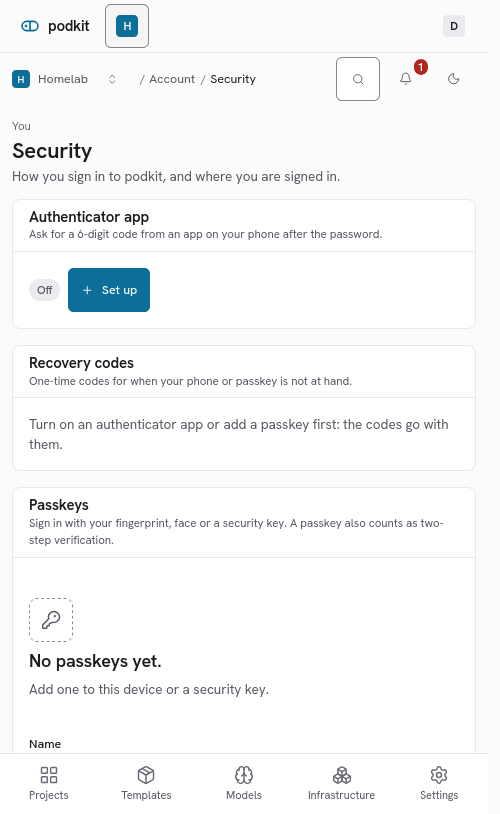 podkit
H
D
H Homelab / Account / Security
1
You
Security
How you sign in to podkit, and where you are signed in.
Authenticator app
Ask for a 6-digit code from an app on your phone after the password.
Off
Set up
Recovery codes
One-time codes for when your phone or passkey is not at hand.
Turn on an authenticator app or add a passkey first: the codes go with
them.
Passkeys
Sign in with your fingerprint, face or a security key. A passkey also counts as two-
step verification.
No passkeys yet.
Add one to this device or a security key.
Name
Projects
Templates
Models
Infrastructure
Settings